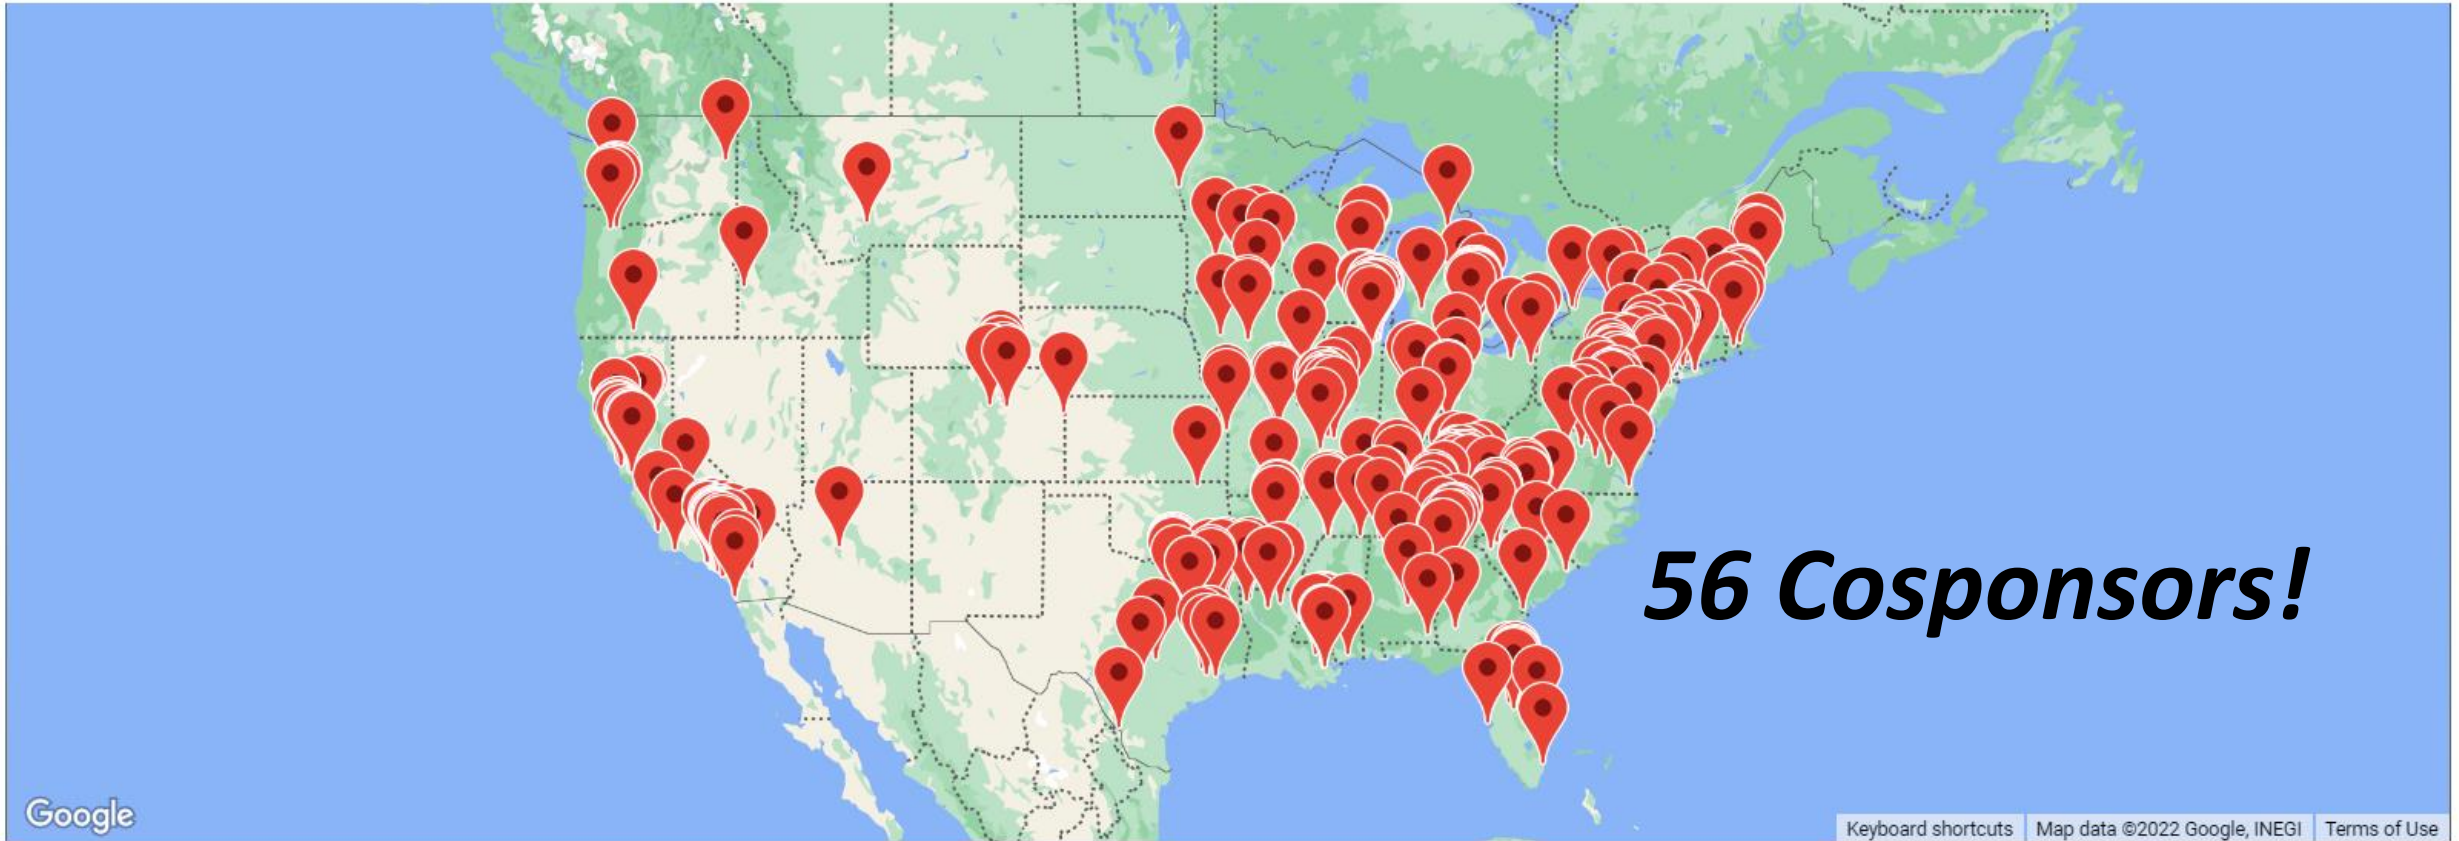 56 Cosponsors!
Google
Keyboard shortcuts Map data ©2022 Google, INEGI Terms of Use